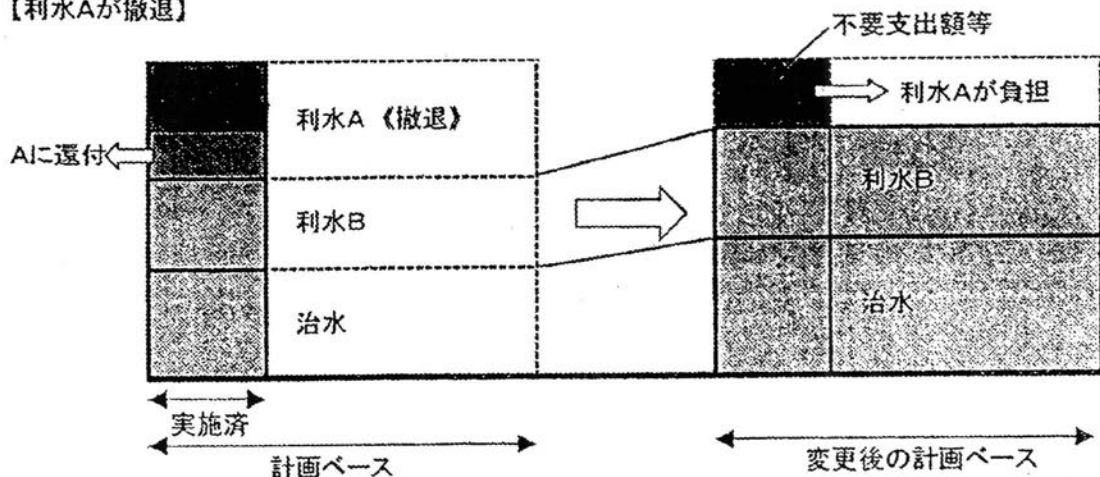 【利水Aが撤退】
不要支出額等
利水A 《撤退》
利水Aが負担
Aに還付
利水B
利水B
治水
治水
実施済
計画ベース
変更後の計画ベース